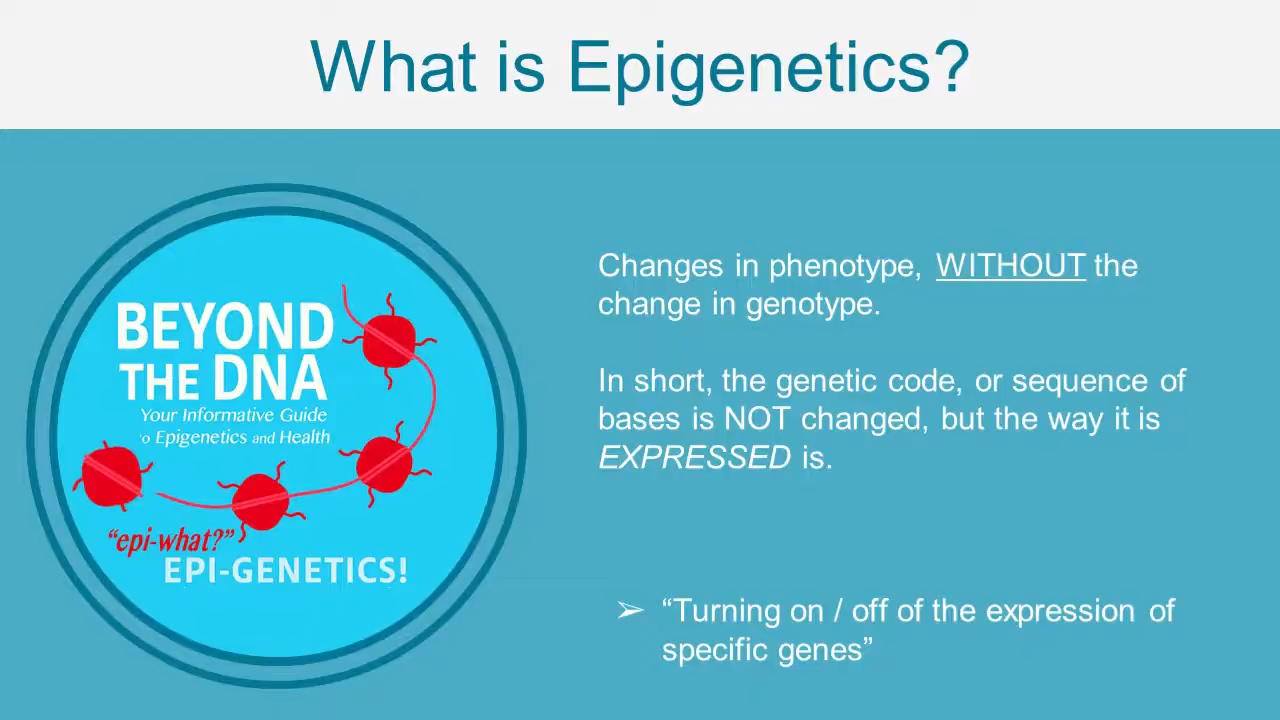 What is Epigenetics?
BEYOND
THE DNA
Your Informative Guide
o Epigenetics and Health
“epi-what?”
EPI-GENETICS!
Changes in phenotype, WITHOUT the
change in genotype.
In short, the genetic code, or sequence of
bases is NOT changed, but the way it is
EXPRESSED is.
➢ “Turning on / off of the expression of
specific genes”